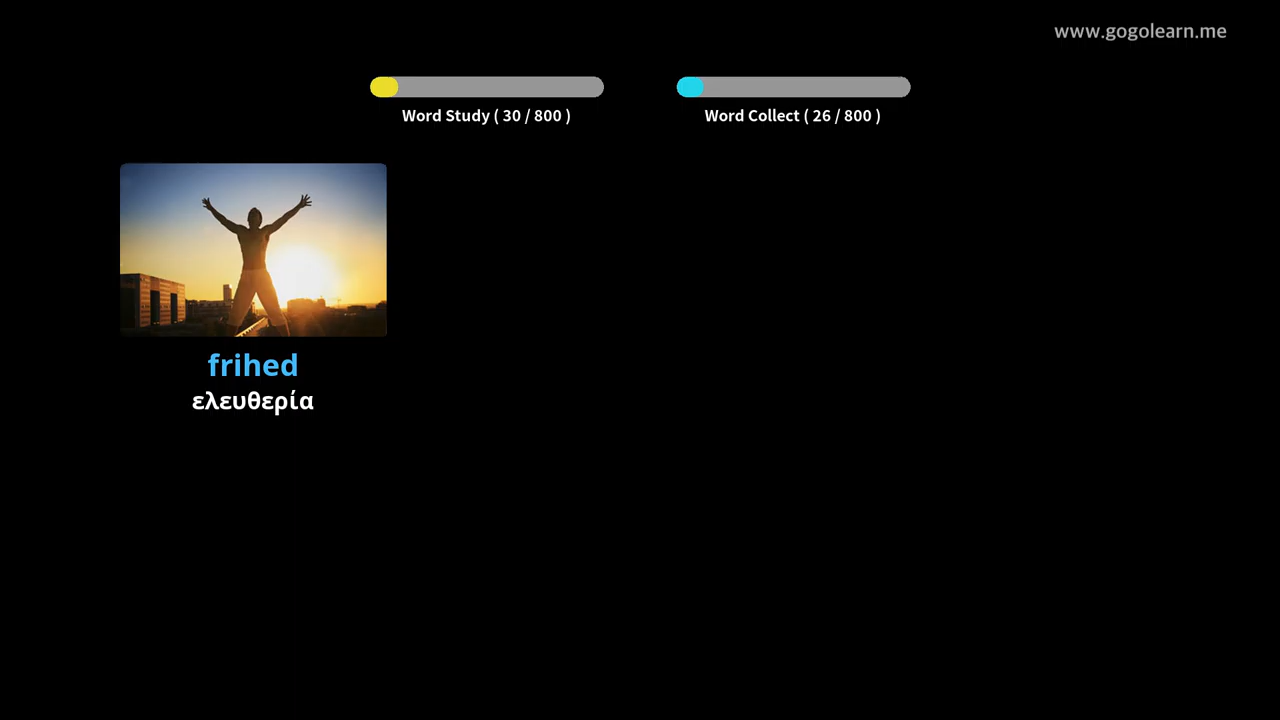 www.gogolearn.me
Word Study ( 30 / 800 )
Word Collect ( 26 / 800 )
frihed
ελευθερία